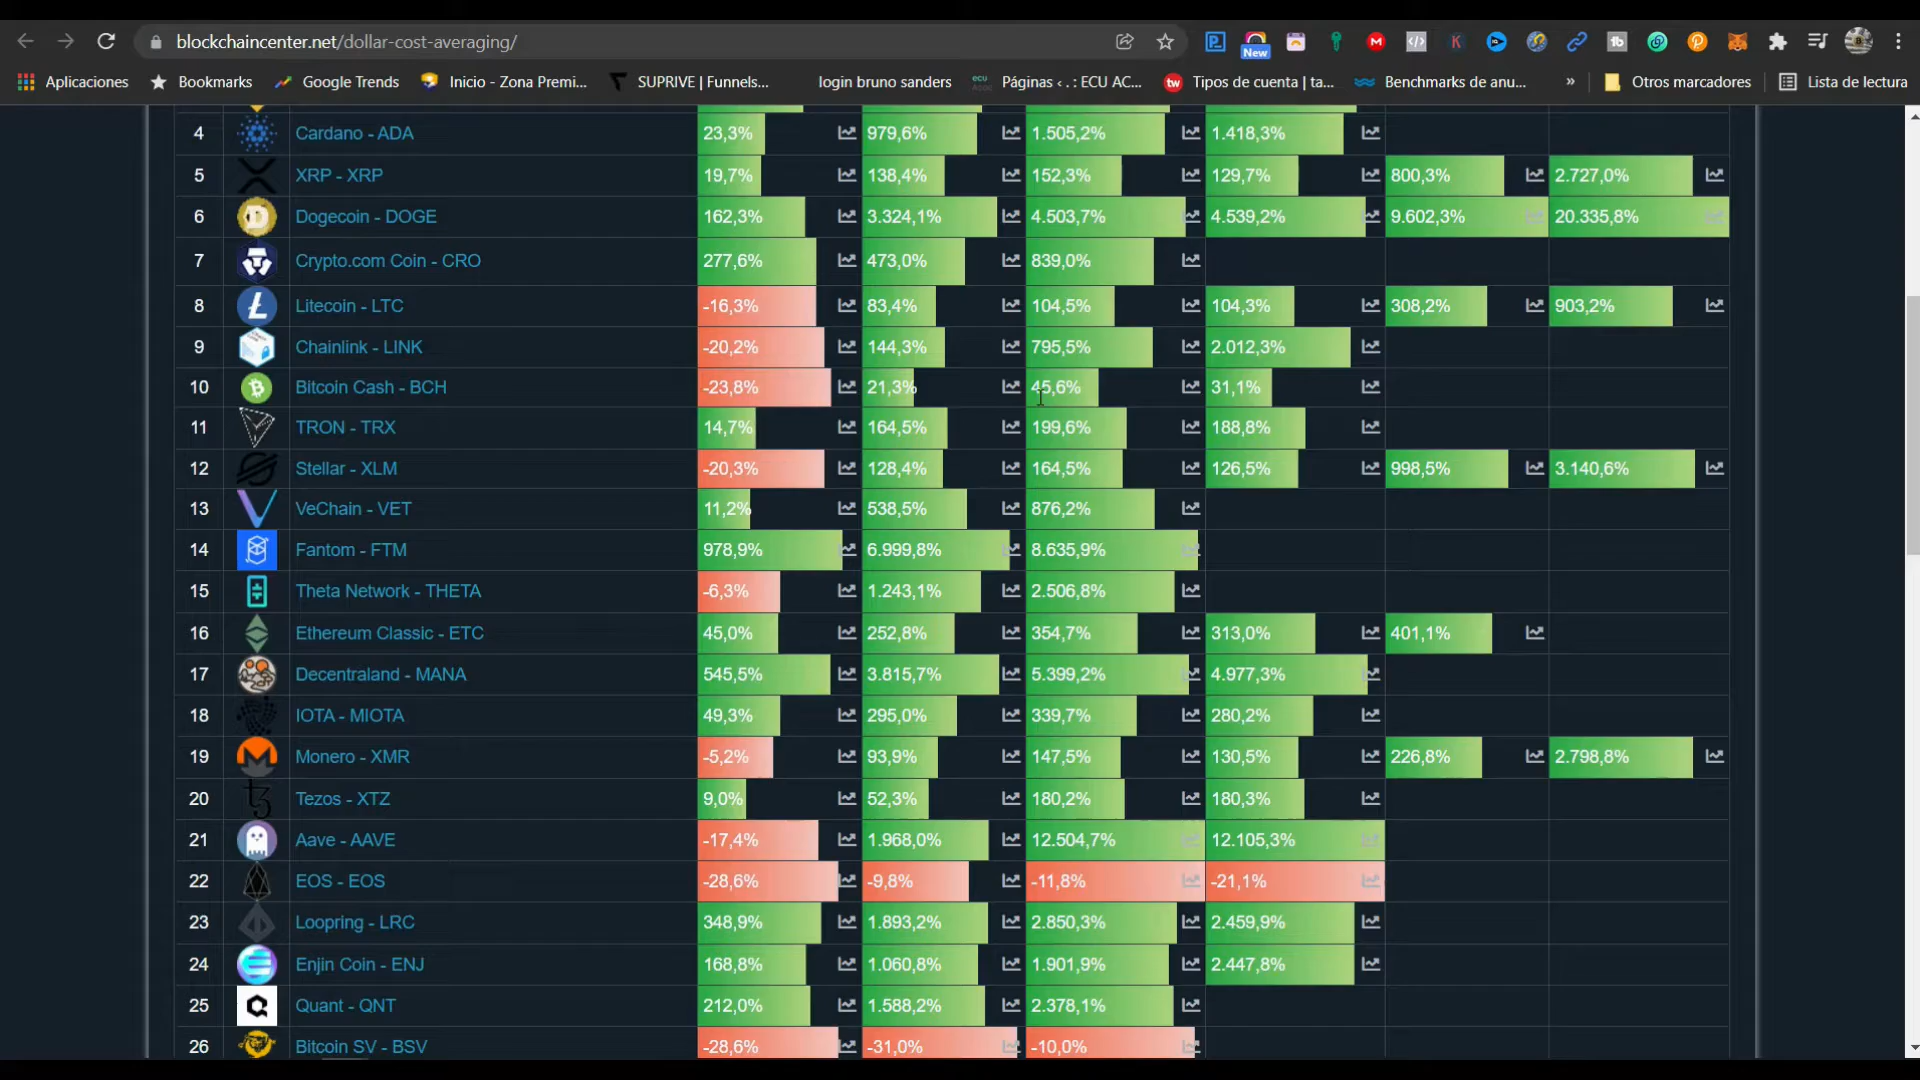 blockchaincenter.net/dollar-cost-averaging/
New
Aplicaciones Bookmarks Google Trends Inicio - Zona Premi... SUPRIVE | Funnels... login bruno sanders Páginas ‹ . : ECU AC... Tipos de cuenta | ta... Benchmarks de anu... » Otros marcadores Lista de lectura
4 Cardano - ADA 23,3% 979,6% 1.505,2% 1.418,3%
5 XRP - XRP 19,7% 138,4% 152,3% 129,7% 800,3% 2.727,0%
6 Dogecoin - DOGE 162,3% 3.324,1% 4.503,7% 4.539,2% 9.602,3% 20.335,8%
7 Crypto.com Coin - CRO 277,6% 473,0% 839,0%
8 Litecoin - LTC -16,3% 83,4% 104,5% 104,3% 308,2% 903,2%
9 Chainlink - LINK -20,2% 144,3% 795,5% 2.012,3%
10 Bitcoin Cash - BCH -23,8% 21,3% 45,6% 31,1%
11 TRON - TRX 14,7% 164,5% 199,6% 188,8%
12 Stellar - XLM -20,3% 128,4% 164,5% 126,5% 998,5% 3.140,6%
13 VeChain - VET 11,2% 538,5% 876,2%
14 Fantom - FTM 978,9% 6.999,8% 8.635,9%
15 Theta Network - THETA -6,3% 1.243,1% 2.506,8%
16 Ethereum Classic - ETC 45,0% 252,8% 354,7% 313,0% 401,1%
17 Decentraland - MANA 545,5% 3.815,7% 5.399,2% 4.977,3%
18 IOTA - MIOTA 49,3% 295,0% 339,7% 280,2%
19 Monero - XMR -5,2% 93,9% 147,5% 130,5% 226,8% 2.798,8%
20 Tezos - XTZ 9,0% 52,3% 180,2% 180,3%
21 Aave - AAVE -17,4% 1.968,0% 12.504,7% 12.105,3%
22 EOS - EOS -28,6% -9,8% -11,8% -21,1%
23 Loopring - LRC 348,9% 1.893,2% 2.850,3% 2.459,9%
24 Enjin Coin - ENJ 168,8% 1.060,8% 1.901,9% 2.447,8%
25 Quant - QNT 212,0% 1.588,2% 2.378,1%
26 Bitcoin SV - BSV -28,6% -31,0% -10,0%